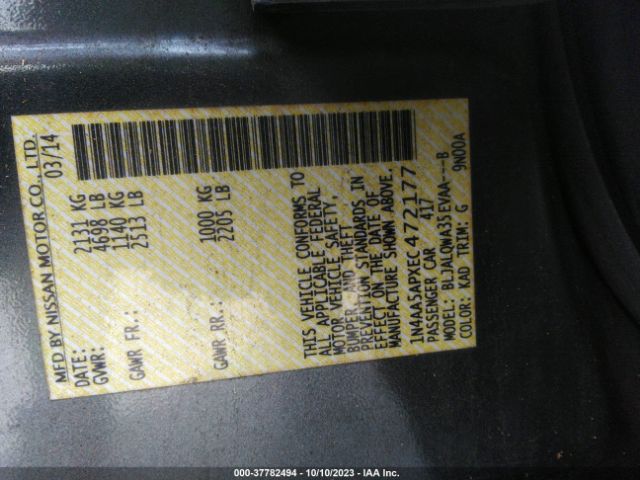 MFD BY NISSAN MOTOR CO., LTD.
DATE: 03/14
GVWR: 2131 KG
4698 LB
GAWR FR.: 1140 KG
2513 LB
GAWR RR.: 1000 KG
2205 LB
THIS VEHICLE CONFORMS TO
ALL APPLICABLE FEDERAL
MOTOR VEHICLE SAFETY,
BUMPER, AND THEFT
PREVENTION STANDARDS IN
EFFECT ON THE DATE OF
MANUFACTURE SHOWN ABOVE.
1N4AA5APXEC472177
PASSENGER CAR 417
MODEL: BLJALQWA35EVAA---B
COLOR: KAD TRIM: G 9N00A
000-37782494 - 10/10/2023 - IAA Inc.